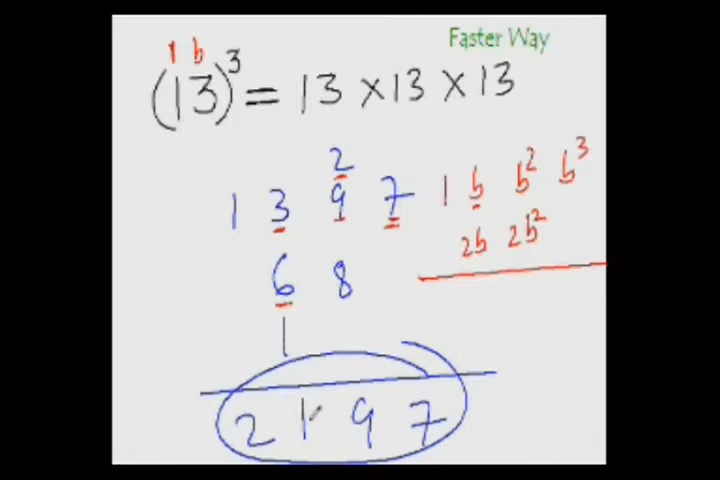 Faster Way
1 b
(13)³ = 13 × 13 × 13
2
1 3 9 7
1 b b² b³
6 8
2b 2b²
1
2 1 9 7